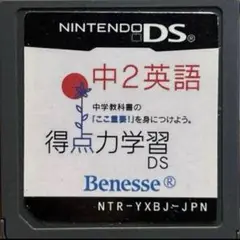 NINTENDO DS
中2英語
中学教科書の
「ここ重要!」を身につけよう。
得点力学習
DS
Benesse®
NTR-YXBJ-JPN